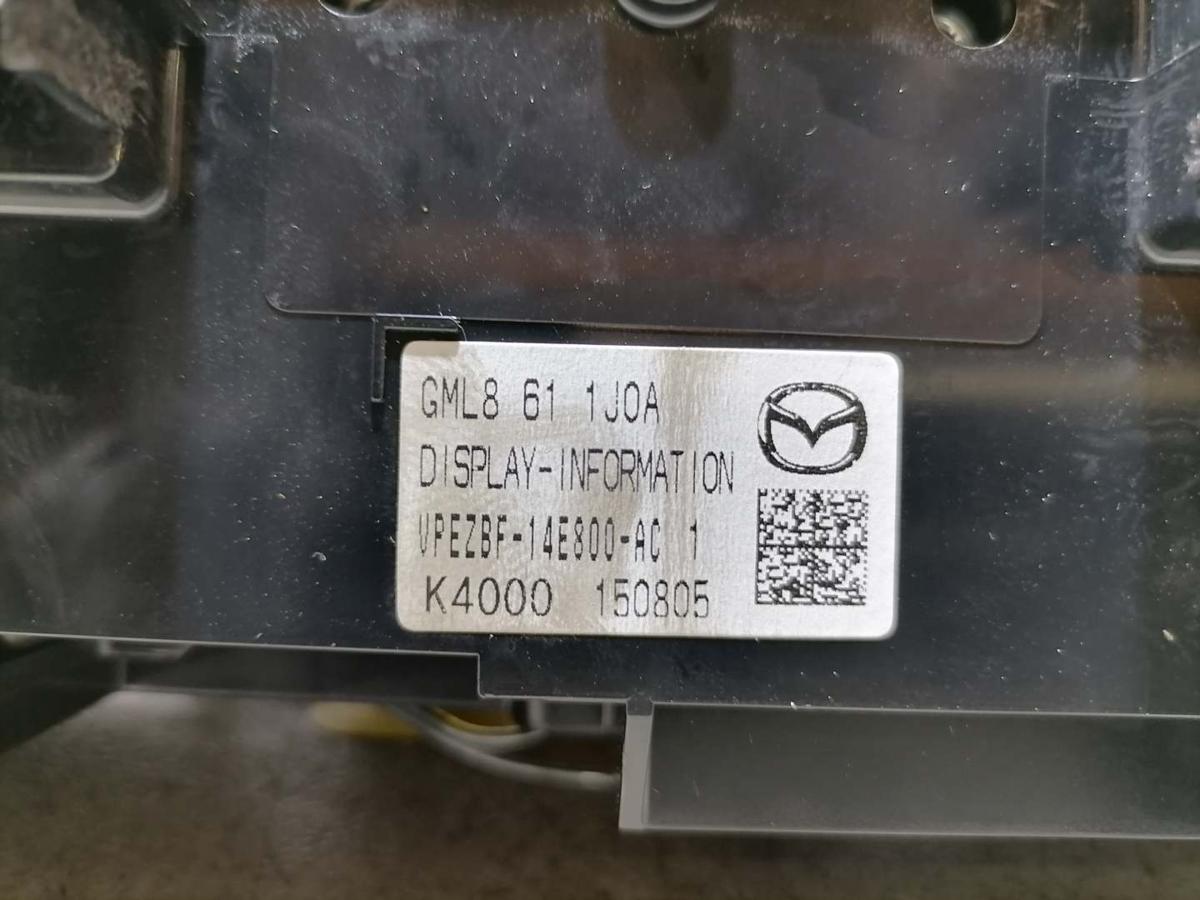 GML8 61 1J0A
DISPLAY-INFORMATION
VPEZBF-14E800-AC 1
K4000 150805